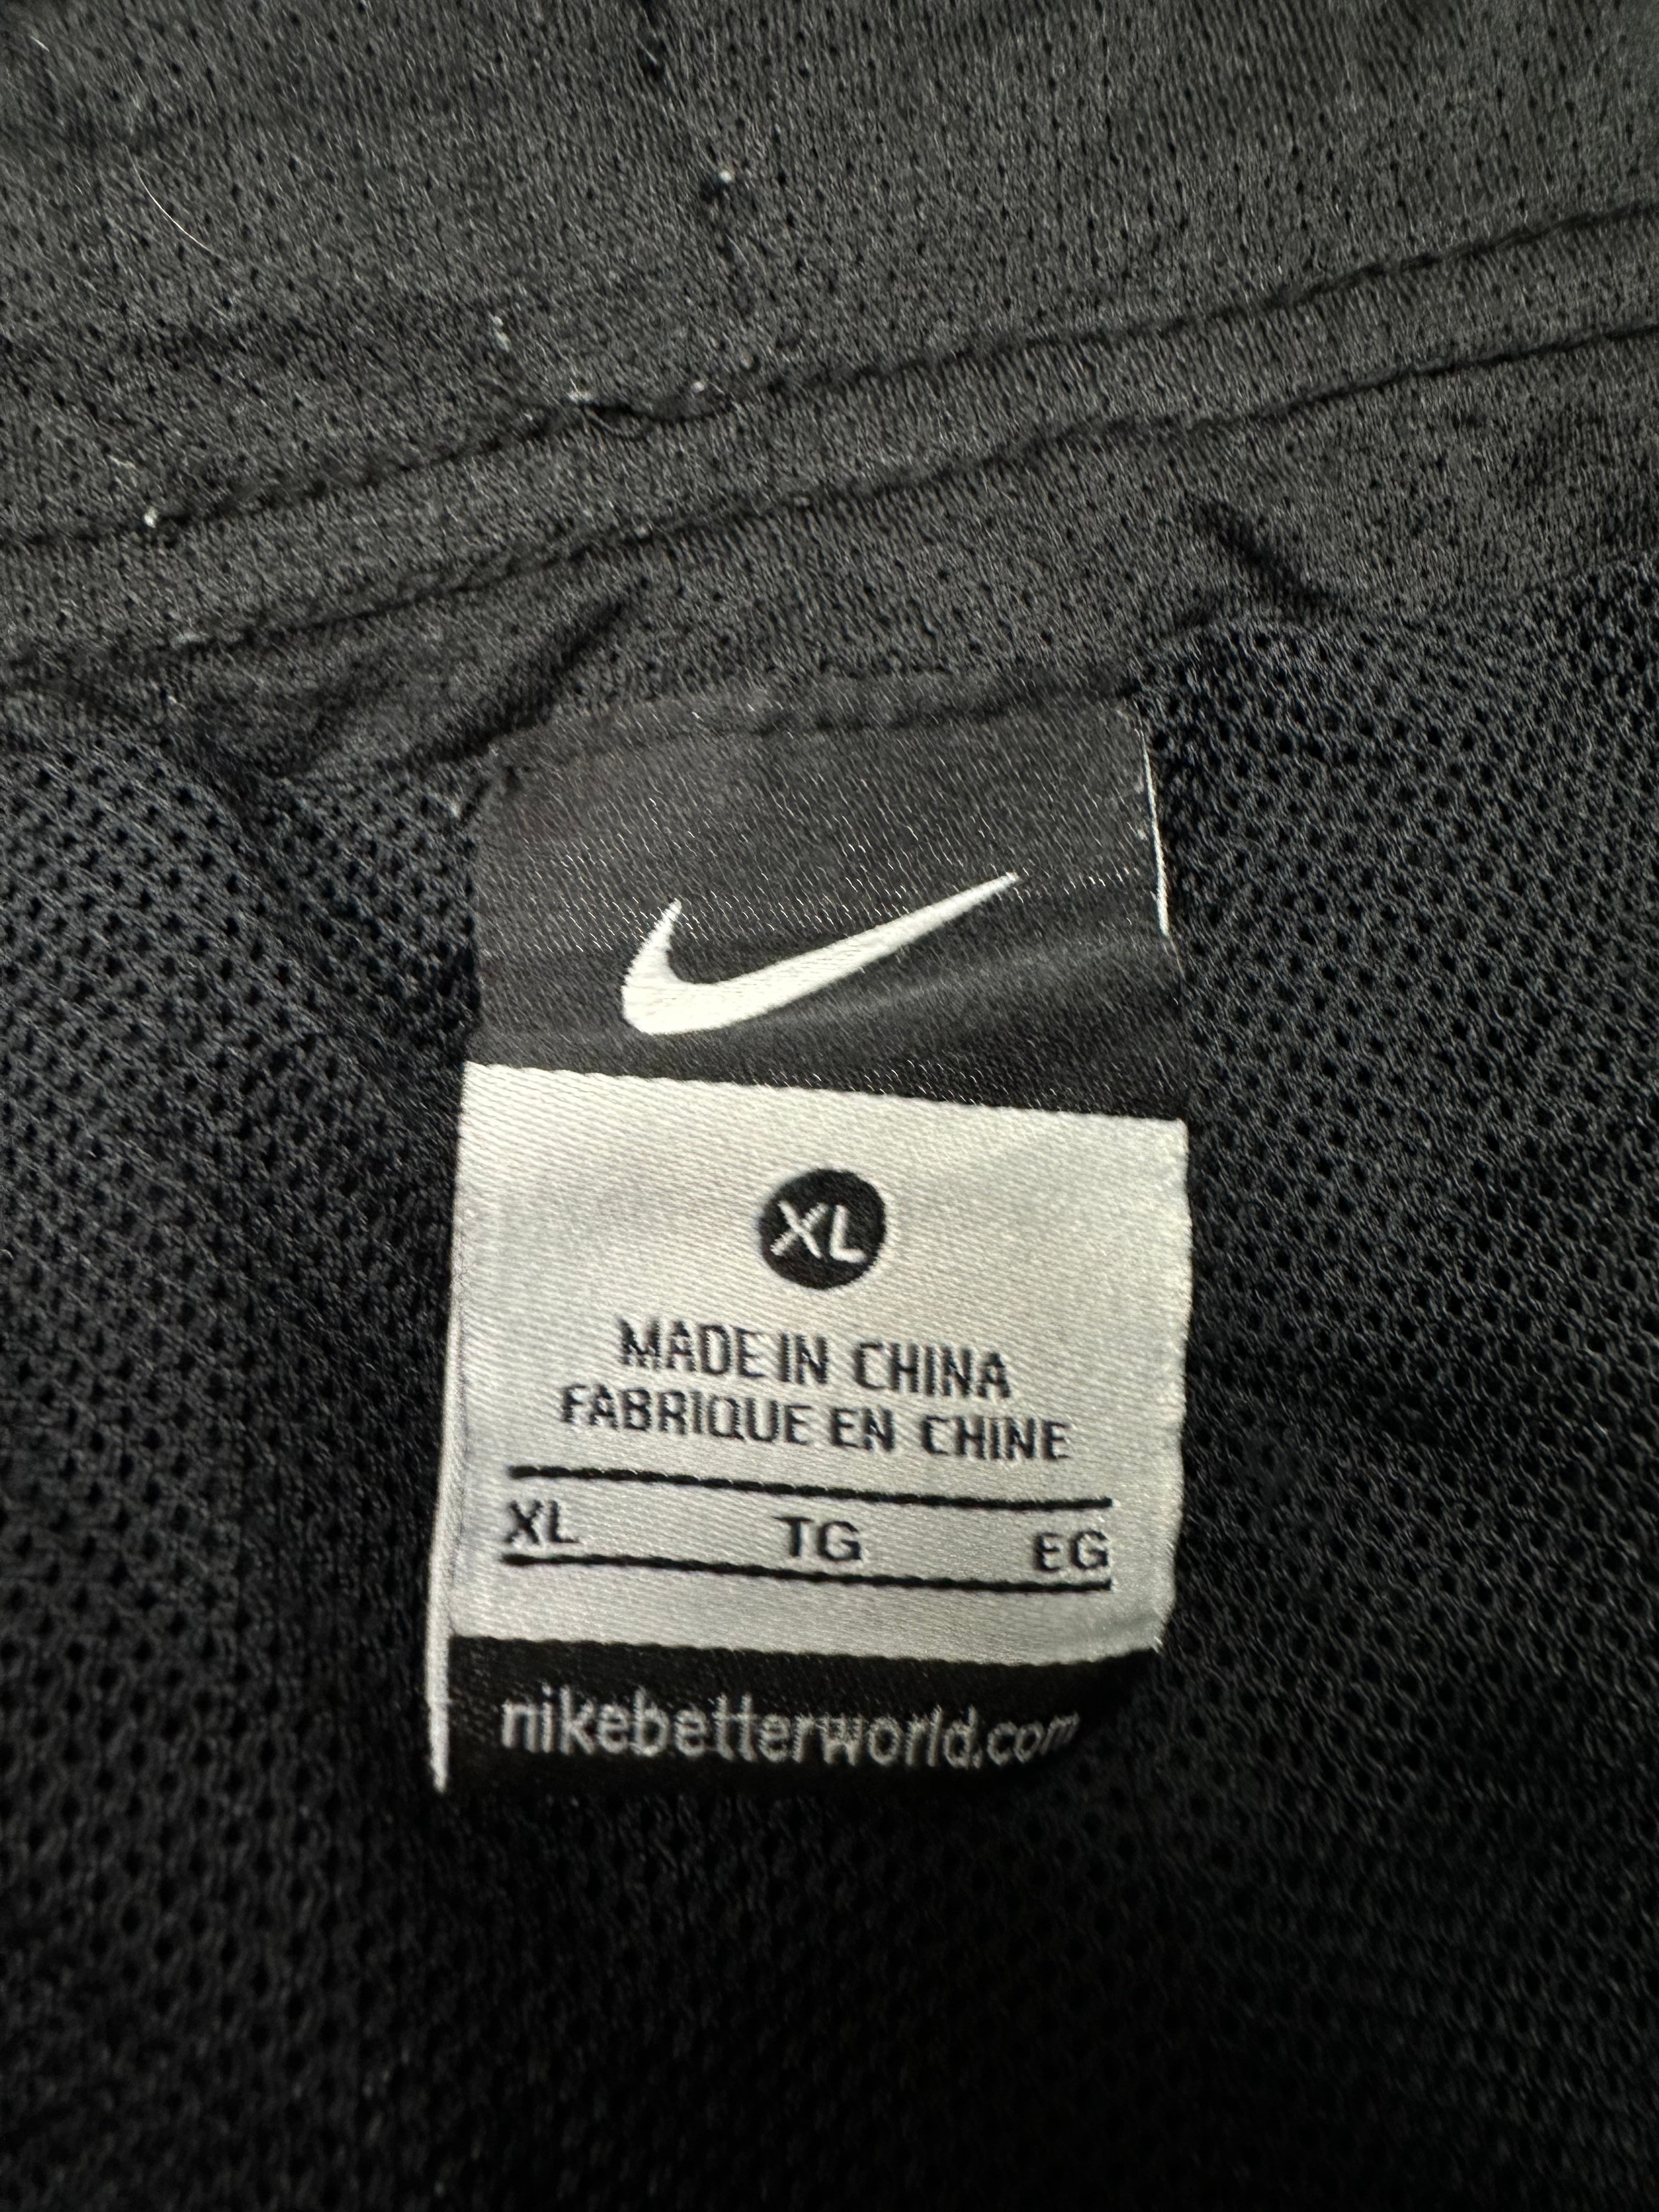 XL
MADE IN CHINA
FABRIQUE EN CHINE
XL TG EG
nikebetterworld.com